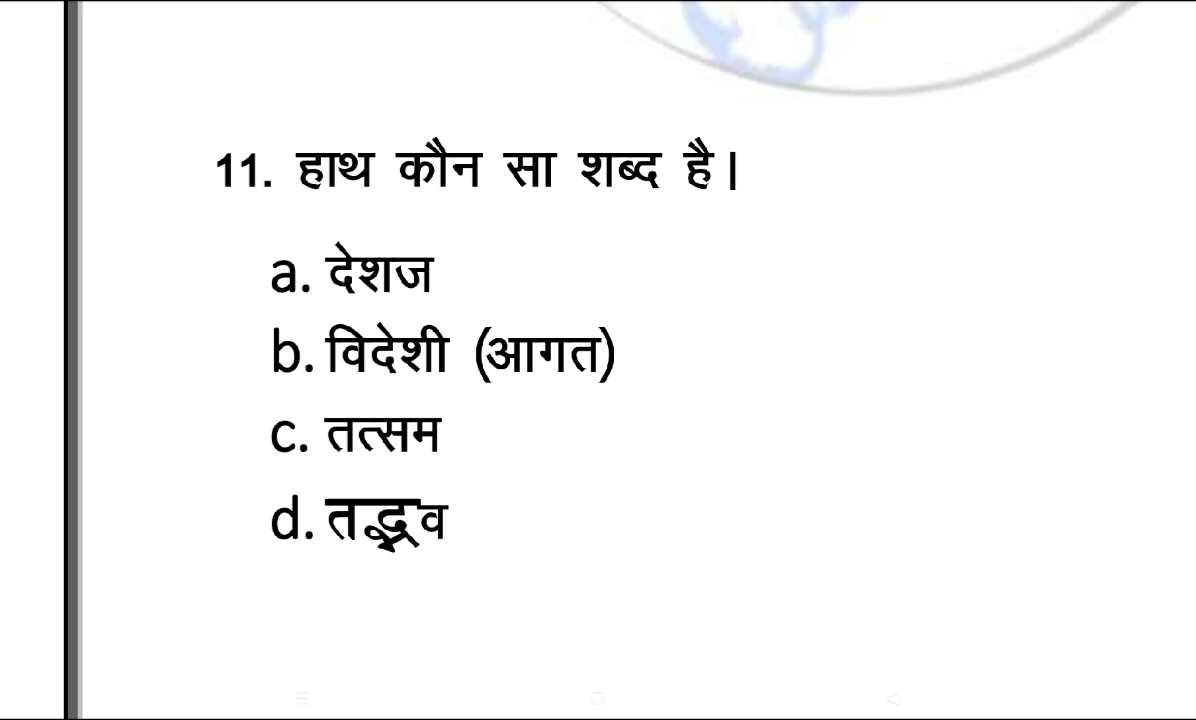 11. हाथ कौन सा शब्द है।
a. देशज
b. विदेशी (आगत)
c. तत्सम
d. तद्भव